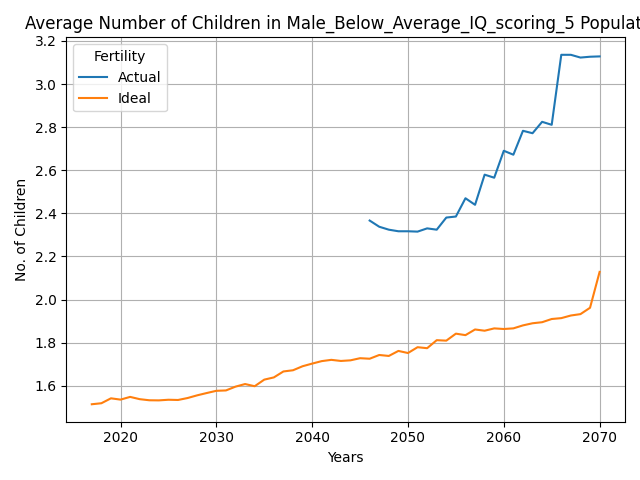 Average Number of Children in Male_Below_Average_IQ_scoring_5 Populat
3.2
3.0
2.8
2.6
2.4
2.2
2.0
1.8
1.6
No. of Children
Fertility
Actual
Ideal
2020 2030 2040 2050 2060 2070
Years